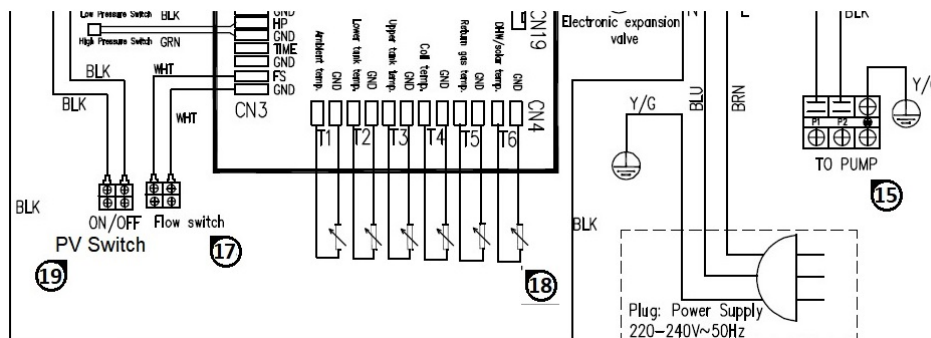 Low Pressure Switch
BLK
GND
HP
High Pressure Switch
GRN
GND
TIME
GND
BLK
WHT
FS
GND
BLK
WHT
CN3
Ambient temp.
GND
Lower tank temp.
GND
Upper tank temp.
GND
Coil temp.
GND
Return gas temp.
GND
DHW/solar temp.
GND
CN19
CN4
T1
T2
T3
T4
T5
T6
Electronic expansion
valve
Y/G
BLU
BRN
BLK
Y/G
P1
P2
TO PUMP
15
BLK
ON/OFF
Flow switch
PV Switch
17
19
18
BLK
Plug: Power Supply
220-240V~50Hz